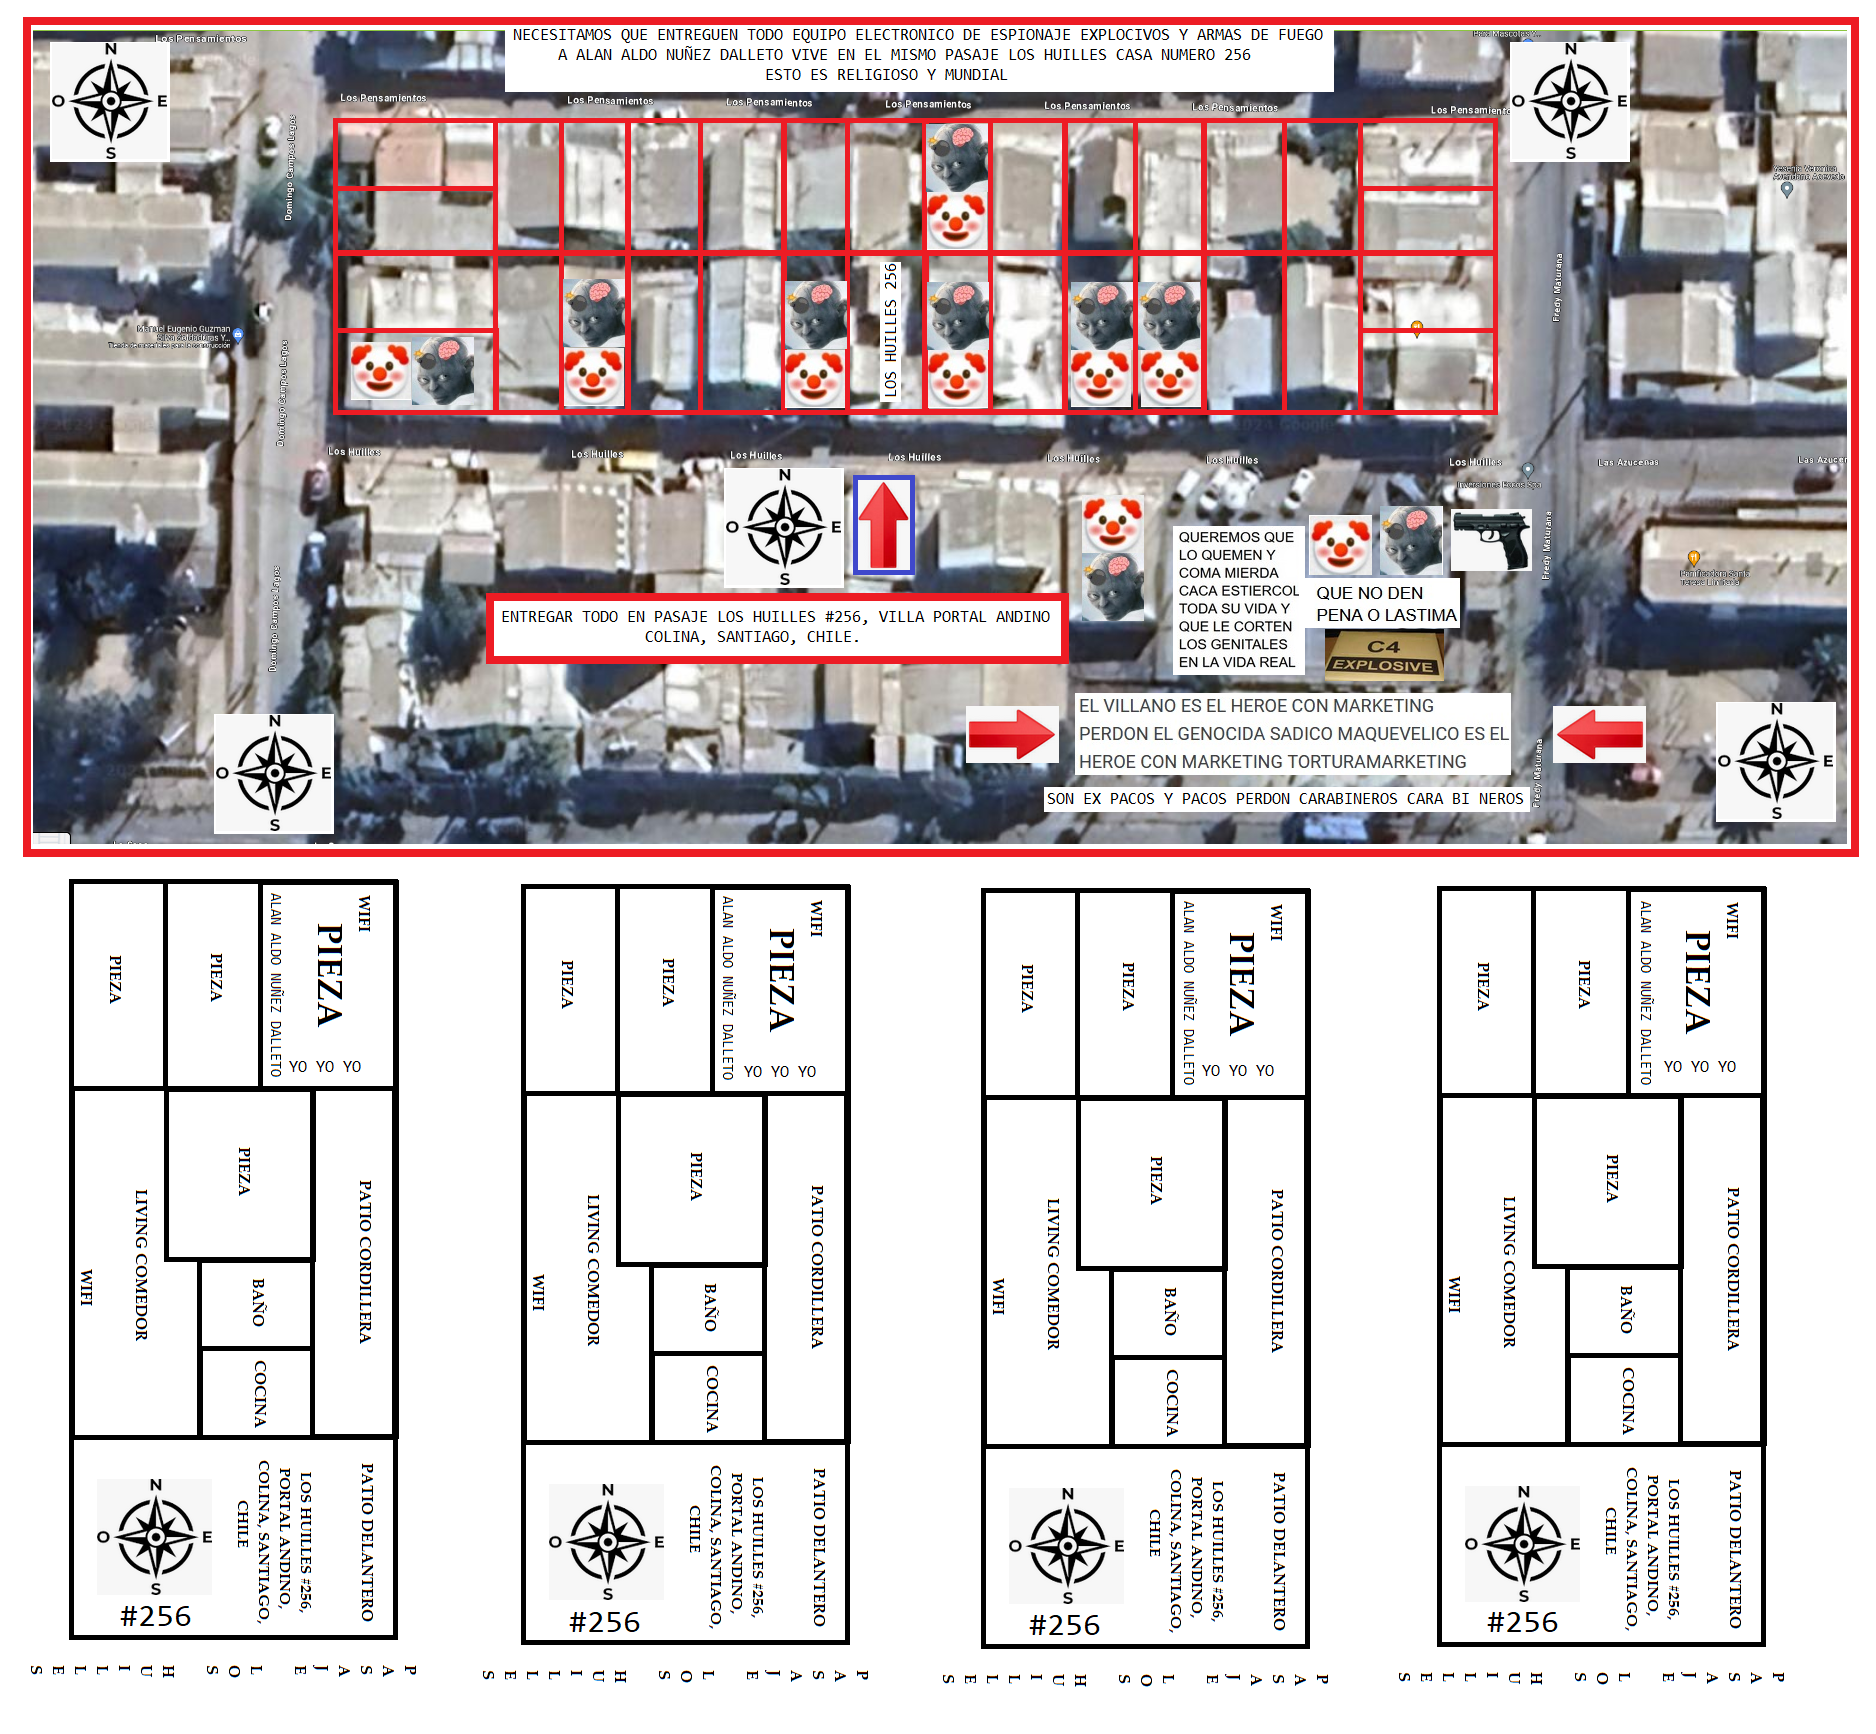 NECESITAMOS QUE ENTREGUEN TODO EQUIPO ELECTRONICO DE ESPIONAJE EXPLOCIVOS Y ARMAS DE FUEGO
A ALAN ALDO NUÑEZ DALLETO VIVE EN EL MISMO PASAJE LOS HUILLES CASA NUMERO 256
ESTO ES RELIGIOSO Y MUNDIAL
Los Pensamientos
N
O E
S
N
O E
S
Los Pensamientos
Los Pensamientos
Los Pensamientos
Los Pensamientos
Los Pensamientos
Los Pensamientos
Los Pensamientos
Domingo Campos Lagos
Yesenia Veronica
Avendano Acevedo
LOS HUILLES 256
Fredy Maturana
Manuel Eugenio Guzman
Domingo Campos Lagos
Los Huilles
Los Huilles
Los Huilles
Los Huilles
Los Huilles
Los Huilles
Los Huilles
Las Azucenas
N
O E
S
Fredy Maturana
QUEREMOS QUE
LO QUEMEN Y
COMA MIERDA
CACA ESTIERCOL
TODA SU VIDA Y
QUE LE CORTEN
LOS GENITALES
EN LA VIDA REAL
QUE NO DEN
PENA O LASTIMA
C4
EXPLOSIVE
Domingo Campos Lagos
ENTREGAR TODO EN PASAJE LOS HUILLES #256, VILLA PORTAL ANDINO
COLINA, SANTIAGO, CHILE.
EL VILLANO ES EL HEROE CON MARKETING
PERDON EL GENOCIDA SADICO MAQUEVELICO ES EL
HEROE CON MARKETING TORTURAMARKETING
Fredy Maturana
SON EX PACOS Y PACOS PERDON CARABINEROS CARA BI NEROS
N
O E
S
N
O E
S
WIFI
PIEZA
ALAN ALDO NUÑEZ DALLETO
YO YO YO
PIEZA
PIEZA
PIEZA
PATIO CORDILLERA
LIVING COMEDOR
WIFI
BAÑO
COCINA
PATIO DELANTERO
LOS HUILLES #256,
PORTAL ANDINO,
COLINA, SANTIAGO,
CHILE
N
O E
S
#256
PASAJE LOS HUILLES
WIFI
PIEZA
ALAN ALDO NUÑEZ DALLETO
YO YO YO
PIEZA
PIEZA
PIEZA
PATIO CORDILLERA
LIVING COMEDOR
WIFI
BAÑO
COCINA
PATIO DELANTERO
LOS HUILLES #256,
PORTAL ANDINO,
COLINA, SANTIAGO,
CHILE
N
O E
S
#256
PASAJE LOS HUILLES
WIFI
PIEZA
ALAN ALDO NUÑEZ DALLETO
YO YO YO
PIEZA
PIEZA
PIEZA
PATIO CORDILLERA
LIVING COMEDOR
WIFI
BAÑO
COCINA
PATIO DELANTERO
LOS HUILLES #256,
PORTAL ANDINO,
COLINA, SANTIAGO,
CHILE
N
O E
S
#256
PASAJE LOS HUILLES
WIFI
PIEZA
ALAN ALDO NUÑEZ DALLETO
YO YO YO
PIEZA
PIEZA
PIEZA
PATIO CORDILLERA
LIVING COMEDOR
WIFI
BAÑO
COCINA
PATIO DELANTERO
LOS HUILLES #256,
PORTAL ANDINO,
COLINA, SANTIAGO,
CHILE
N
O E
S
#256
PASAJE LOS HUILLES